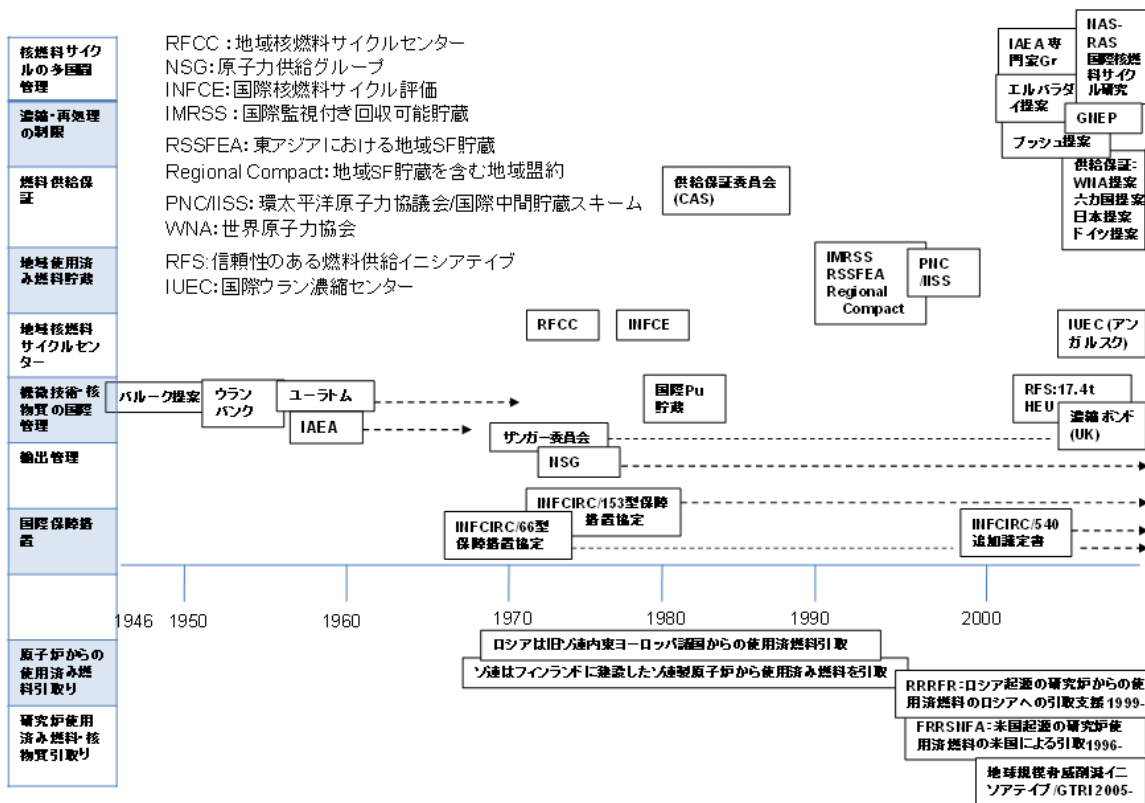 核燃料サイク
ルの多国間
管理
濃縮・再処理
の制限
燃料供給保
証
地域使用済
み燃料貯蔵
地域核燃料
サイクルセン
ター
機微技術・核
物質の国際
管理
輸出管理
国際保障措
置
RFCC：地域核燃料サイクルセンター
NSG：原子力供給グループ
INFCE：国際核燃料サイクル評価
IMRSS：国際監視付き回収可能貯蔵
RSSFEA：東アジアにおける地域SF貯蔵
Regional Compact：地域SF貯蔵を含む地域盟約
PNC/IISS：環太平洋原子力協議会/国際中間貯蔵スキーム
WNA：世界原子力協会
RFS:信頼性のある燃料供給イニシアテイブ
IUEC：国際ウラン濃縮センター
IAEA専
門家Gr
NAS-
RAS
国際核燃
料サイク
ル研究
エルバラダ
イ提案
GNEP
ブッシュ提案
供給保証委員会
(CAS)
供給保証：
WNA提案
六カ国提案
日本提案
ドイツ提案
IMRSS
RSSFEA
Regional
Compact
PNC
/IISS
RFCC
INFCE
IUEC(アン
ガルスク)
バルーク提案
ウラン
バンク
ユーラトム
IAEA
国際Pu
貯蔵
RFS:17.4t
HEU
濃縮ボンド
(UK)
ザンガー委員会
NSG
INFCIRC/153型保障
措置協定
INFCIRC/66型
保障措置協定
INFCIRC/540
追加議定書
1946 1950 1960 1970 1980 1990 2000
原子炉からの
使用済み燃
料引取り
研究炉使用
済み燃料・核
物質引取り
ロシアは旧ソ連内東ヨーロッパ諸国からの使用済燃料引取
ソ連はフィンランドに建設したソ連製原子炉から使用済み燃料を引取
RRRFR：ロシア起源の研究炉からの使
用済燃料のロシアへの引取支援1999-
FRRSNFA：米国起源の研究炉使
用済燃料の米国による引取1996-
地球規模脅威削減イニ
シアテイブ/GTRI2005-